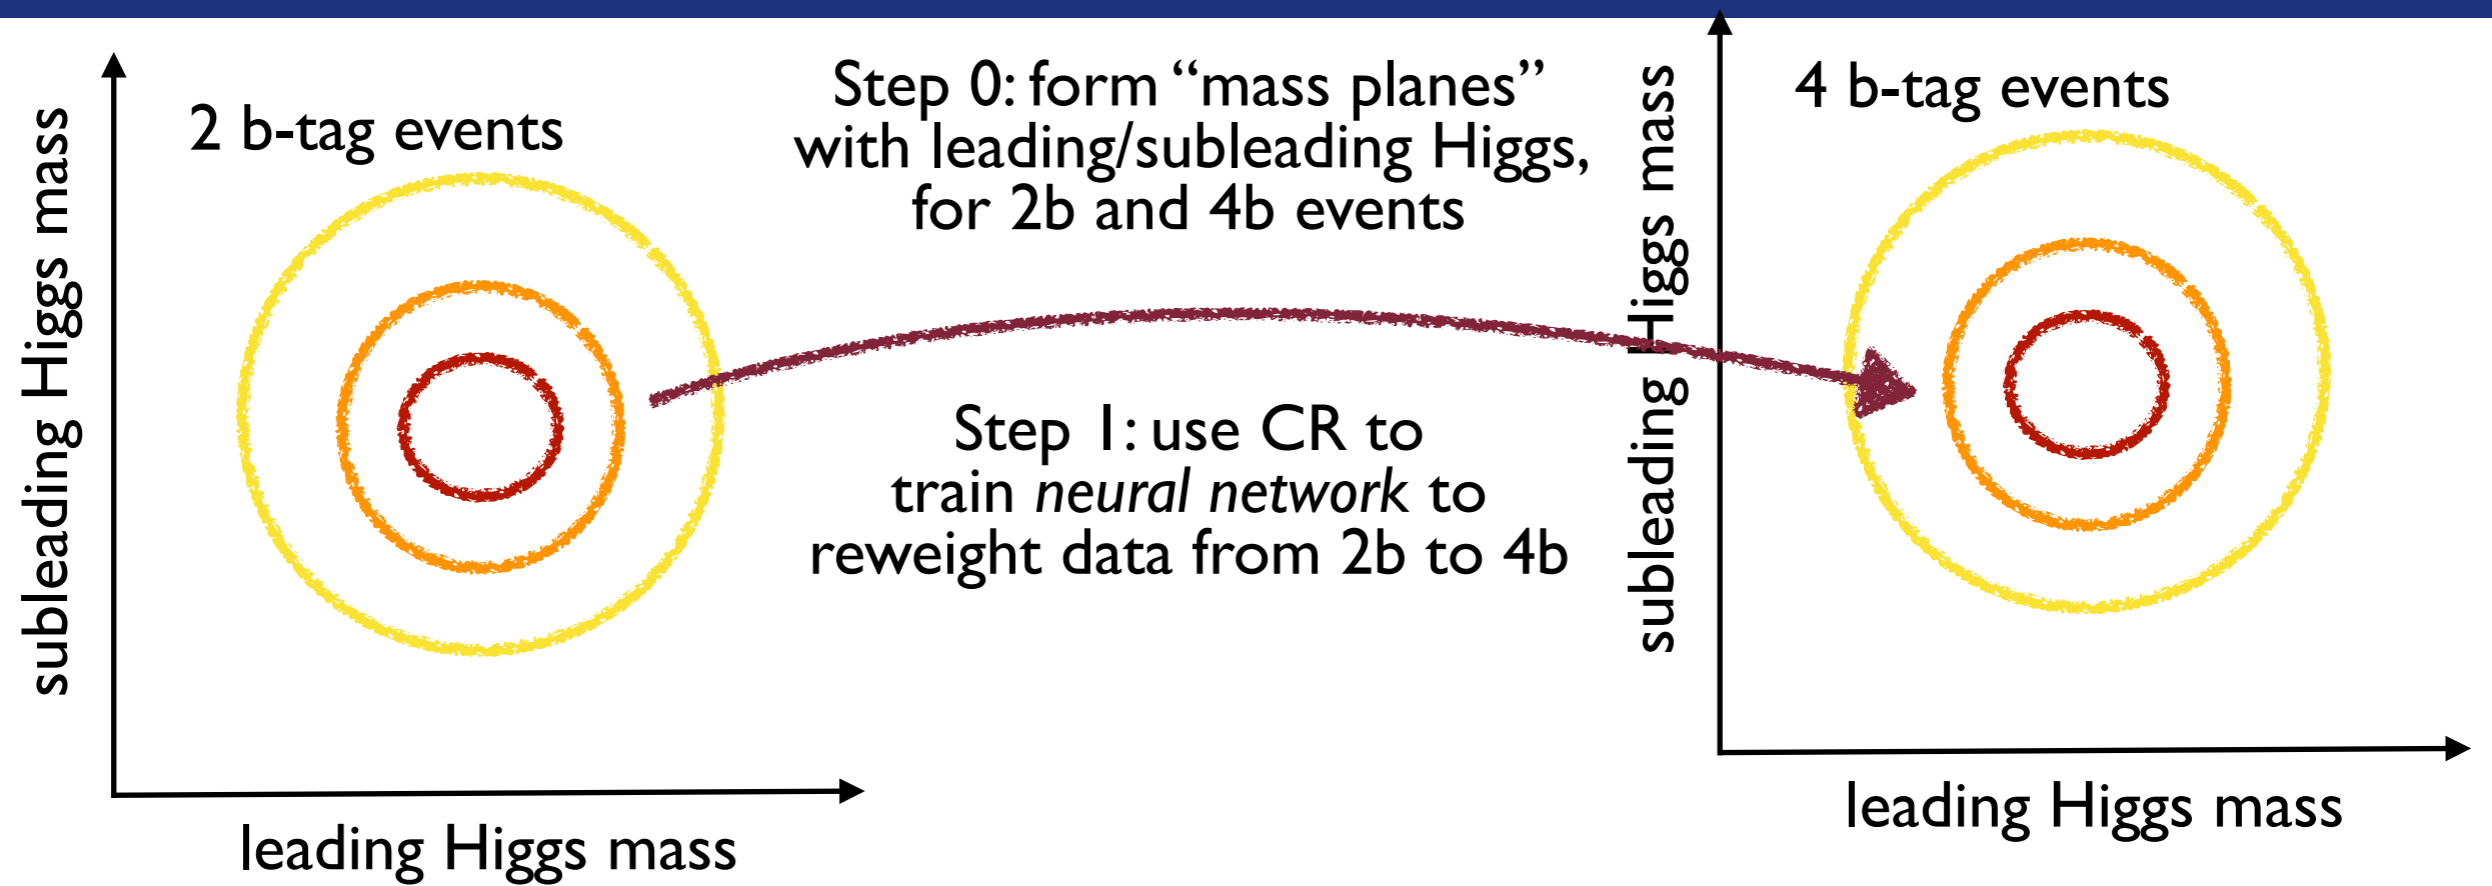 2 b-tag events
subleading Higgs mass
leading Higgs mass
Step 0: form “mass planes”
with leading/subleading Higgs,
for 2b and 4b events
Step 1: use CR to
train neural network to
reweight data from 2b to 4b
4 b-tag events
subleading Higgs mass
leading Higgs mass